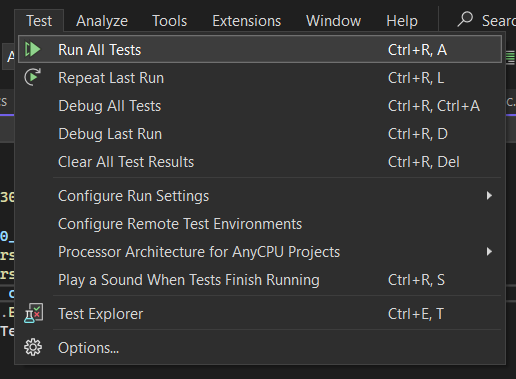 Test Analyze Tools Extensions Window Help
Run All Tests Ctrl+R, A
Repeat Last Run Ctrl+R, L
Debug All Tests Ctrl+R, Ctrl+A
Debug Last Run Ctrl+R, D
Clear All Test Results Ctrl+R, Del
Configure Run Settings
Configure Remote Test Environments
Processor Architecture for AnyCPU Projects
Play a Sound When Tests Finish Running Ctrl+R, S
Test Explorer Ctrl+E, T
Options...